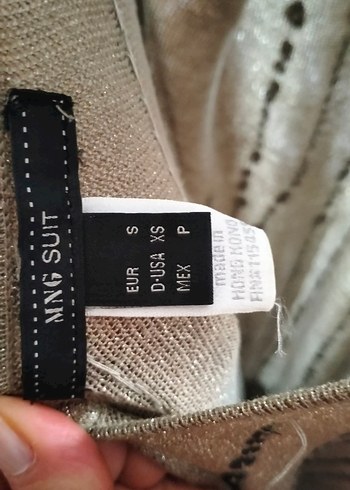 MNG SUIT
EUR S
D-USA XS
MEX P
made in
HONG KONG